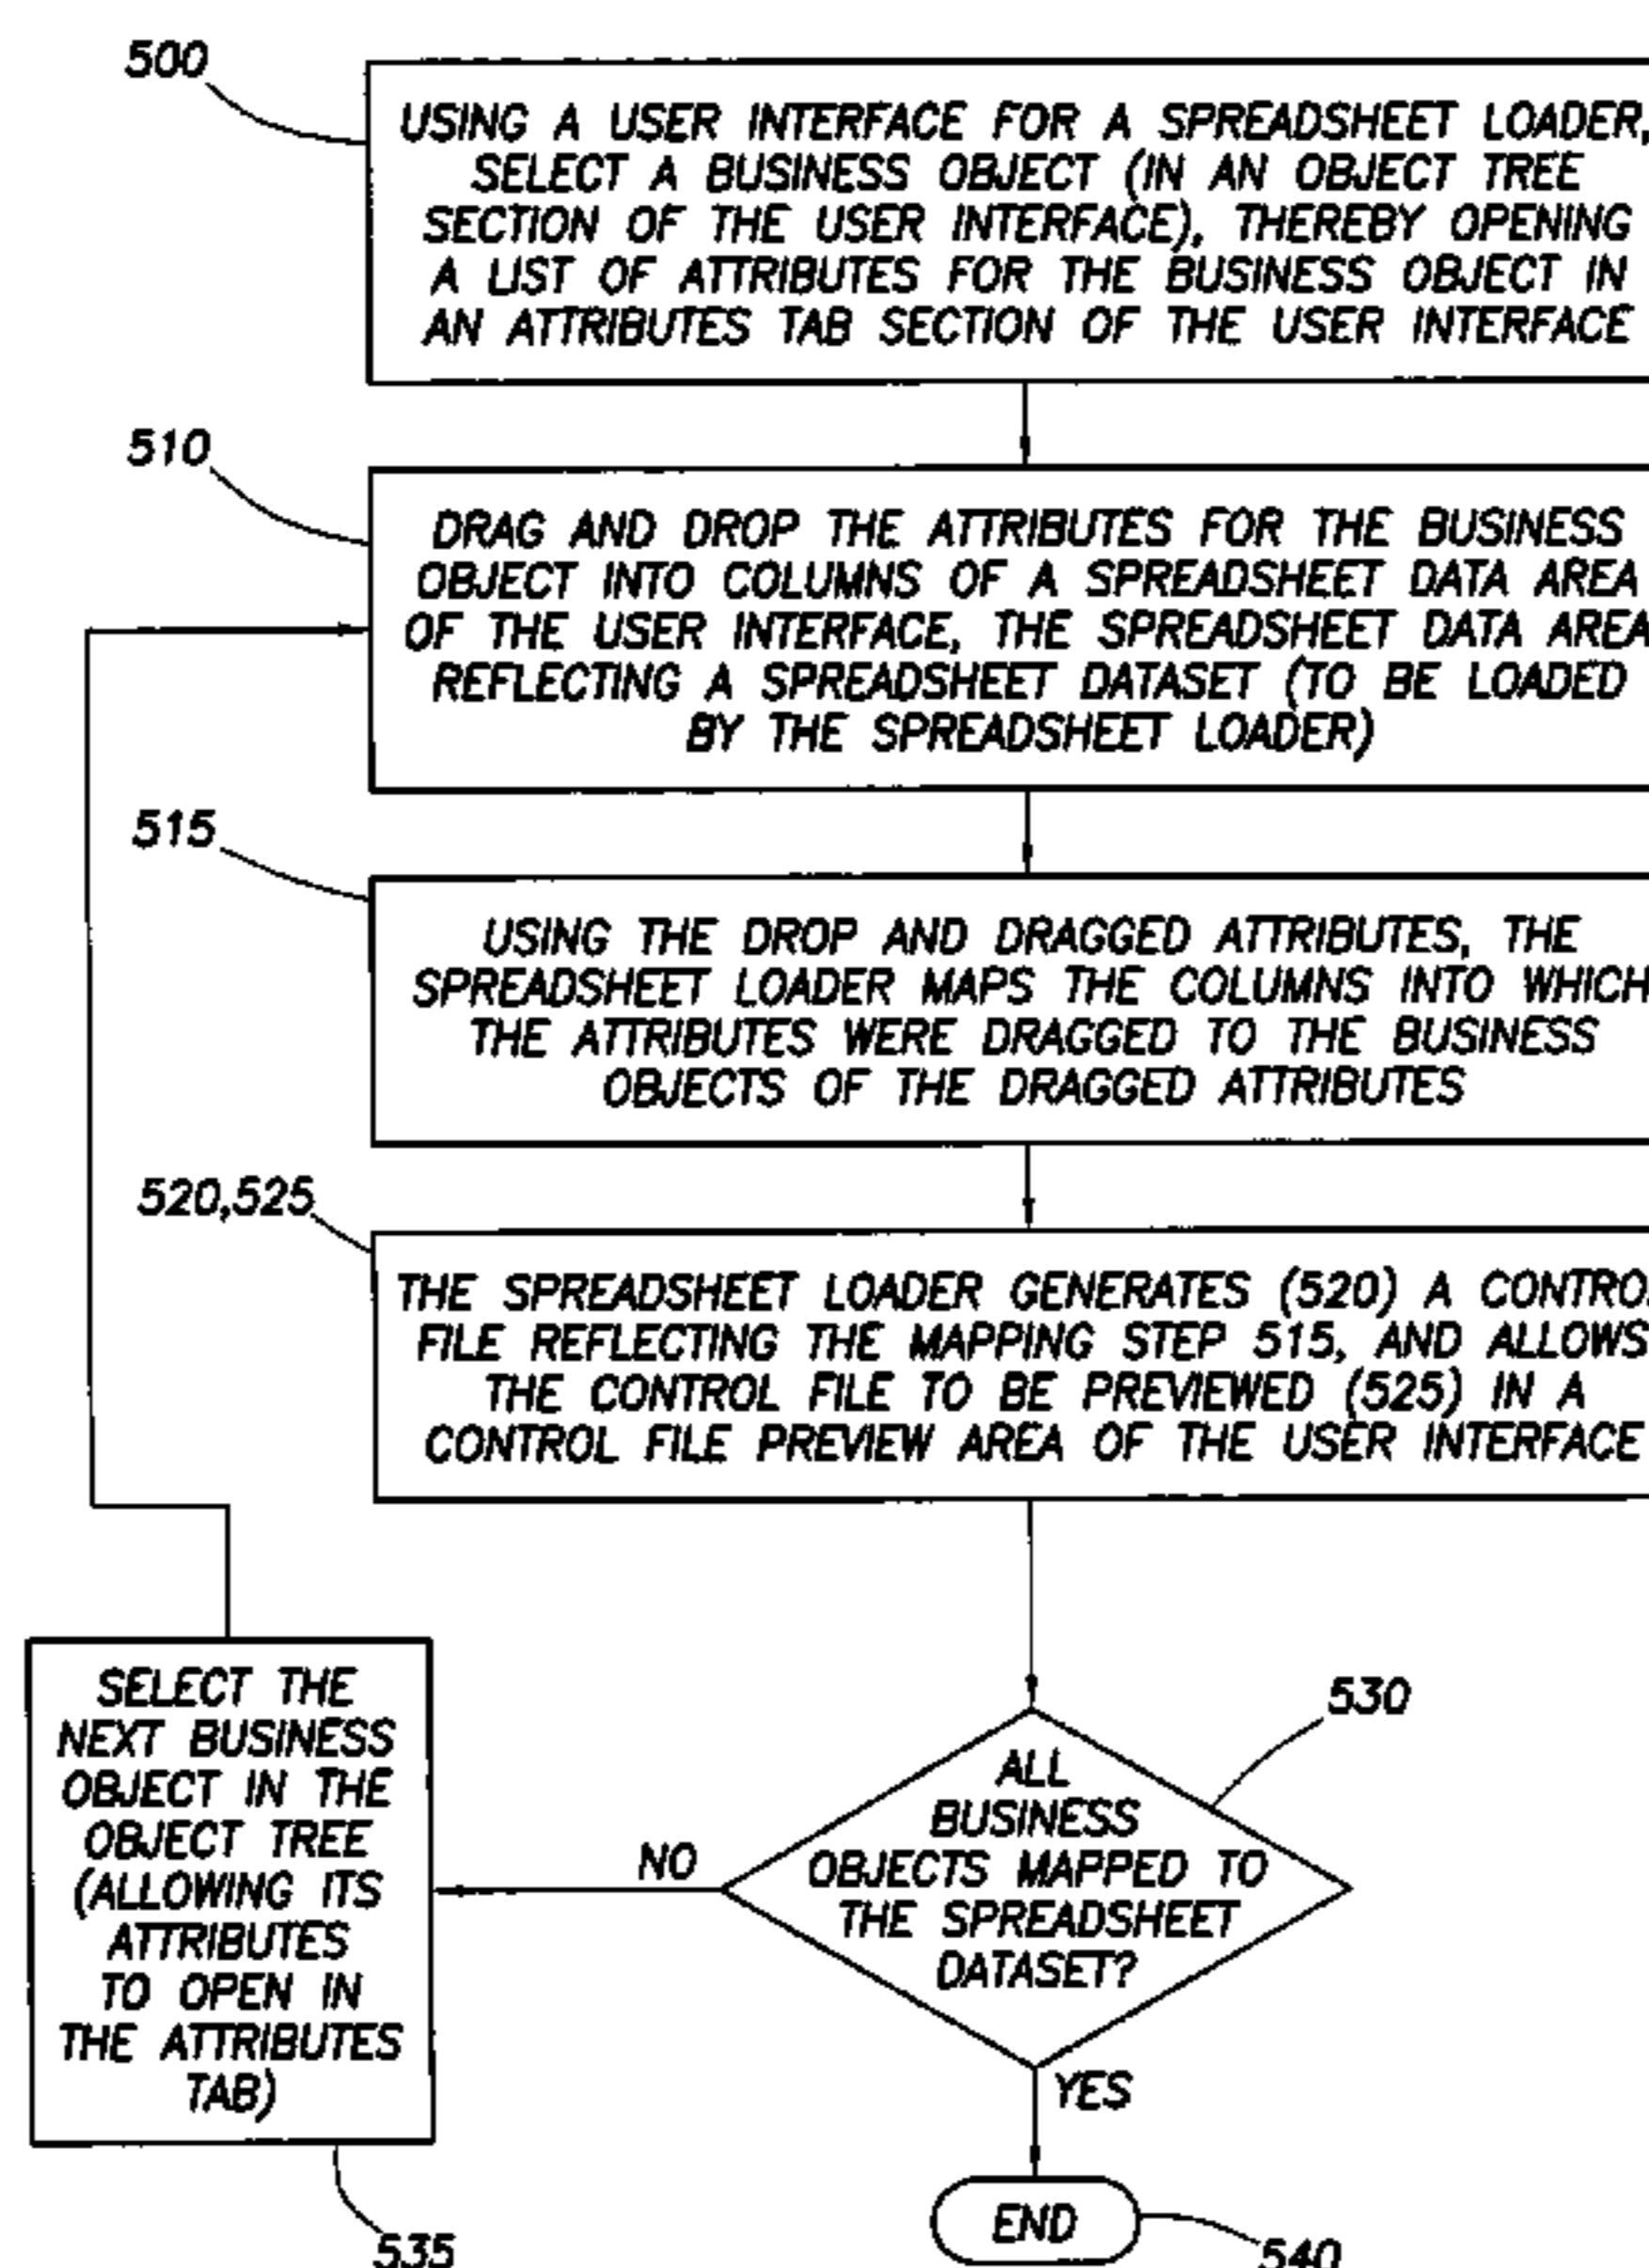 500
USING A USER INTERFACE FOR A SPREADSHEET LOADER,
SELECT A BUSINESS OBJECT (IN AN OBJECT TREE
SECTION OF THE USER INTERFACE), THEREBY OPENING
A LIST OF ATTRIBUTES FOR THE BUSINESS OBJECT IN
AN ATTRIBUTES TAB SECTION OF THE USER INTERFACE
510
DRAG AND DROP THE ATTRIBUTES FOR THE BUSINESS
OBJECT INTO COLUMNS OF A SPREADSHEET DATA AREA
OF THE USER INTERFACE, THE SPREADSHEET DATA AREA
REFLECTING A SPREADSHEET DATASET (TO BE LOADED
BY THE SPREADSHEET LOADER)
515
USING THE DROP AND DRAGGED ATTRIBUTES, THE
SPREADSHEET LOADER MAPS THE COLUMNS INTO WHICH
THE ATTRIBUTES WERE DRAGGED TO THE BUSINESS
OBJECTS OF THE DRAGGED ATTRIBUTES
520,525
THE SPREADSHEET LOADER GENERATES (520) A CONTROL
FILE REFLECTING THE MAPPING STEP 515, AND ALLOWS
THE CONTROL FILE TO BE PREVIEWED (525) IN A
CONTROL FILE PREVIEW AREA OF THE USER INTERFACE
530
ALL
BUSINESS
OBJECTS MAPPED TO
THE SPREADSHEET
DATASET?
NO
SELECT THE
NEXT BUSINESS
OBJECT IN THE
OBJECT TREE
(ALLOWING ITS
ATTRIBUTES
TO OPEN IN
THE ATTRIBUTES
TAB)
535
YES
END
540